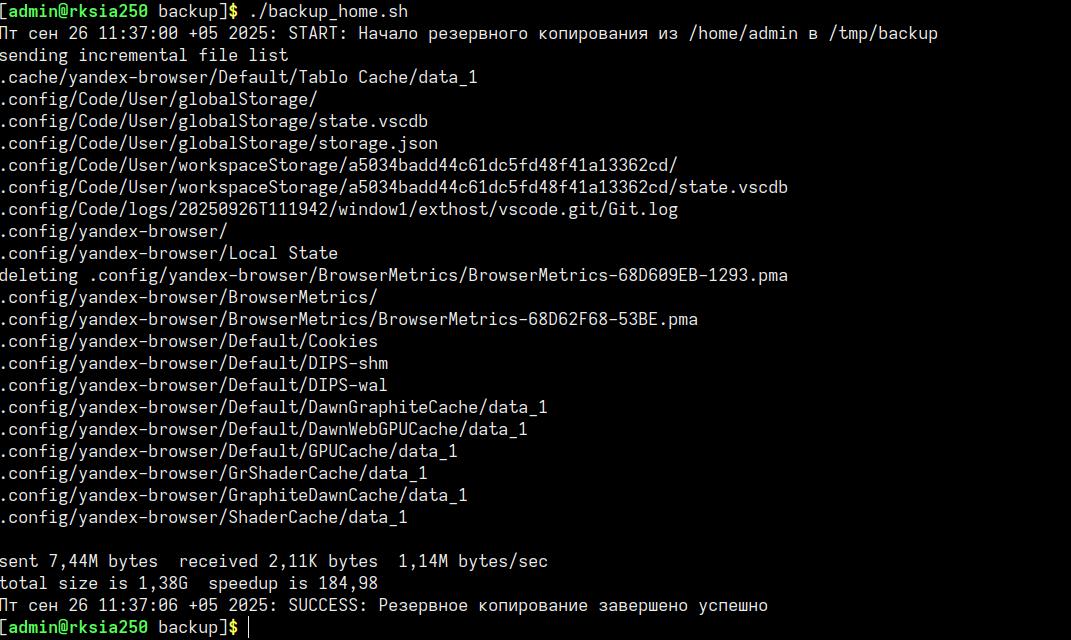 [admin@rksia250 backup]$ ./backup_home.sh
Пт сен 26 11:37:00 +05 2025: START: Начало резервного копирования из /home/admin в /tmp/backup
sending incremental file list
.cache/yandex-browser/Default/Tablo Cache/data_1
.config/Code/User/globalStorage/
.config/Code/User/globalStorage/state.vscdb
.config/Code/User/globalStorage/storage.json
.config/Code/User/workspaceStorage/a5034badd44c61dc5fd48f41a13362cd/
.config/Code/User/workspaceStorage/a5034badd44c61dc5fd48f41a13362cd/state.vscdb
.config/Code/logs/20250926T111942/window1/exthost/vscode.git/Git.log
.config/yandex-browser/
.config/yandex-browser/Local State
deleting .config/yandex-browser/BrowserMetrics/BrowserMetrics-68D609EB-1293.pma
.config/yandex-browser/BrowserMetrics/
.config/yandex-browser/BrowserMetrics/BrowserMetrics-68D62F68-53BE.pma
.config/yandex-browser/Default/Cookies
.config/yandex-browser/Default/DIPS-shm
.config/yandex-browser/Default/DIPS-wal
.config/yandex-browser/Default/DawnGraphiteCache/data_1
.config/yandex-browser/Default/DawnWebGPUCache/data_1
.config/yandex-browser/Default/GPUCache/data_1
.config/yandex-browser/GrShaderCache/data_1
.config/yandex-browser/GraphiteDawnCache/data_1
.config/yandex-browser/ShaderCache/data_1
sent 7,44M bytes  received 2,11K bytes  1,14M bytes/sec
total size is 1,38G  speedup is 184,98
Пт сен 26 11:37:06 +05 2025: SUCCESS: Резервное копирование завершено успешно
[admin@rksia250 backup]$